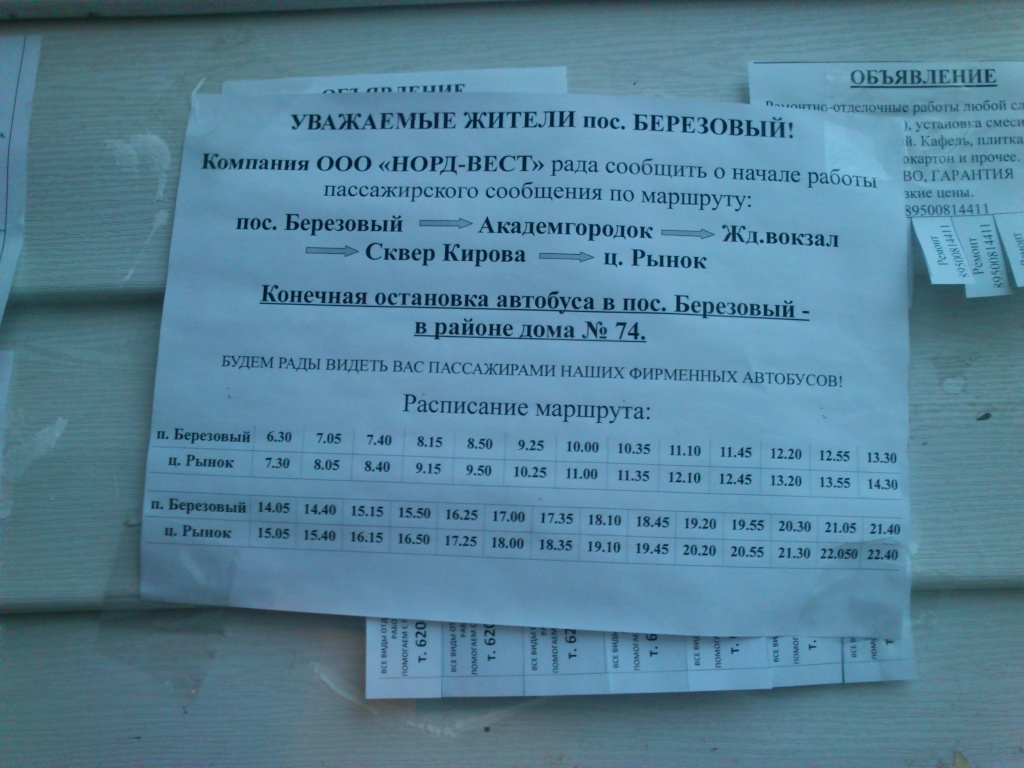 ОБЪЯВЛЕНИЕ
УВАЖАЕМЫЕ ЖИТЕЛИ пос. БЕРЕЗОВЫЙ!
Компания ООО «НОРД-ВЕСТ» рада сообщить о начале работы
пассажирского сообщения по маршруту:
пос. Березовый → Академгородок → Жд.вокзал
→ Сквер Кирова → ц. Рынок
Конечная остановка автобуса в пос. Березовый -
в районе дома № 74.
БУДЕМ РАДЫ ВИДЕТЬ ВАС ПАССАЖИРАМИ НАШИХ ФИРМЕННЫХ АВТОБУСОВ!
Расписание маршрута:
п. Березовый 6.30 7.05 7.40 8.15 8.50 9.25 10.00 10.35 11.10 11.45 12.20 12.55 13.30
ц. Рынок 7.30 8.05 8.40 9.15 9.50 10.25 11.00 11.35 12.10 12.45 13.20 13.55 14.30
п. Березовый 14.05 14.40 15.15 15.50 16.25 17.00 17.35 18.10 18.45 19.20 19.55 20.30 21.05 21.40
ц. Рынок 15.05 15.40 16.15 16.50 17.25 18.00 18.35 19.10 19.45 20.20 20.55 21.30 22.050 22.40
ОБЪЯВЛЕНИЕ
Ремонтно-отделочные работы любой
установка
Кафель, плитка
и прочее.
ГАРАНТИЯ
цены.
89500814411
Ремонт
89500814411
Ремонт
89500814411
ВСЕ ВИДЫ
ПОМОГАЕМ С
т. 620